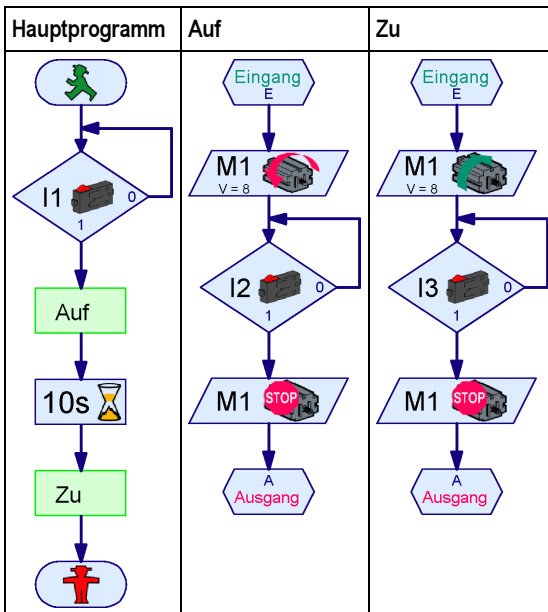 Hauptprogramm
I1
0
1
Auf
10s
Zu
Auf
Eingang
E
M1
V = 8
I2
0
1
M1 STOP
A
Ausgang
Zu
Eingang
E
M1
V = 8
I3
0
1
M1 STOP
A
Ausgang